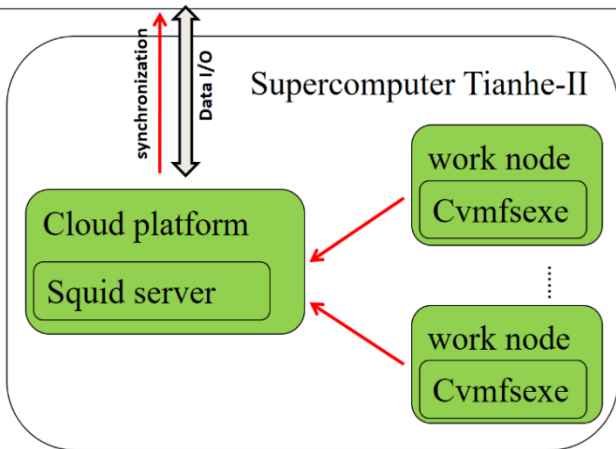 synchronization
Data I/O
Supercomputer Tianhe-II
Cloud platform
Squid server
work node
Cvmfsexe
......
work node
Cvmfsexe